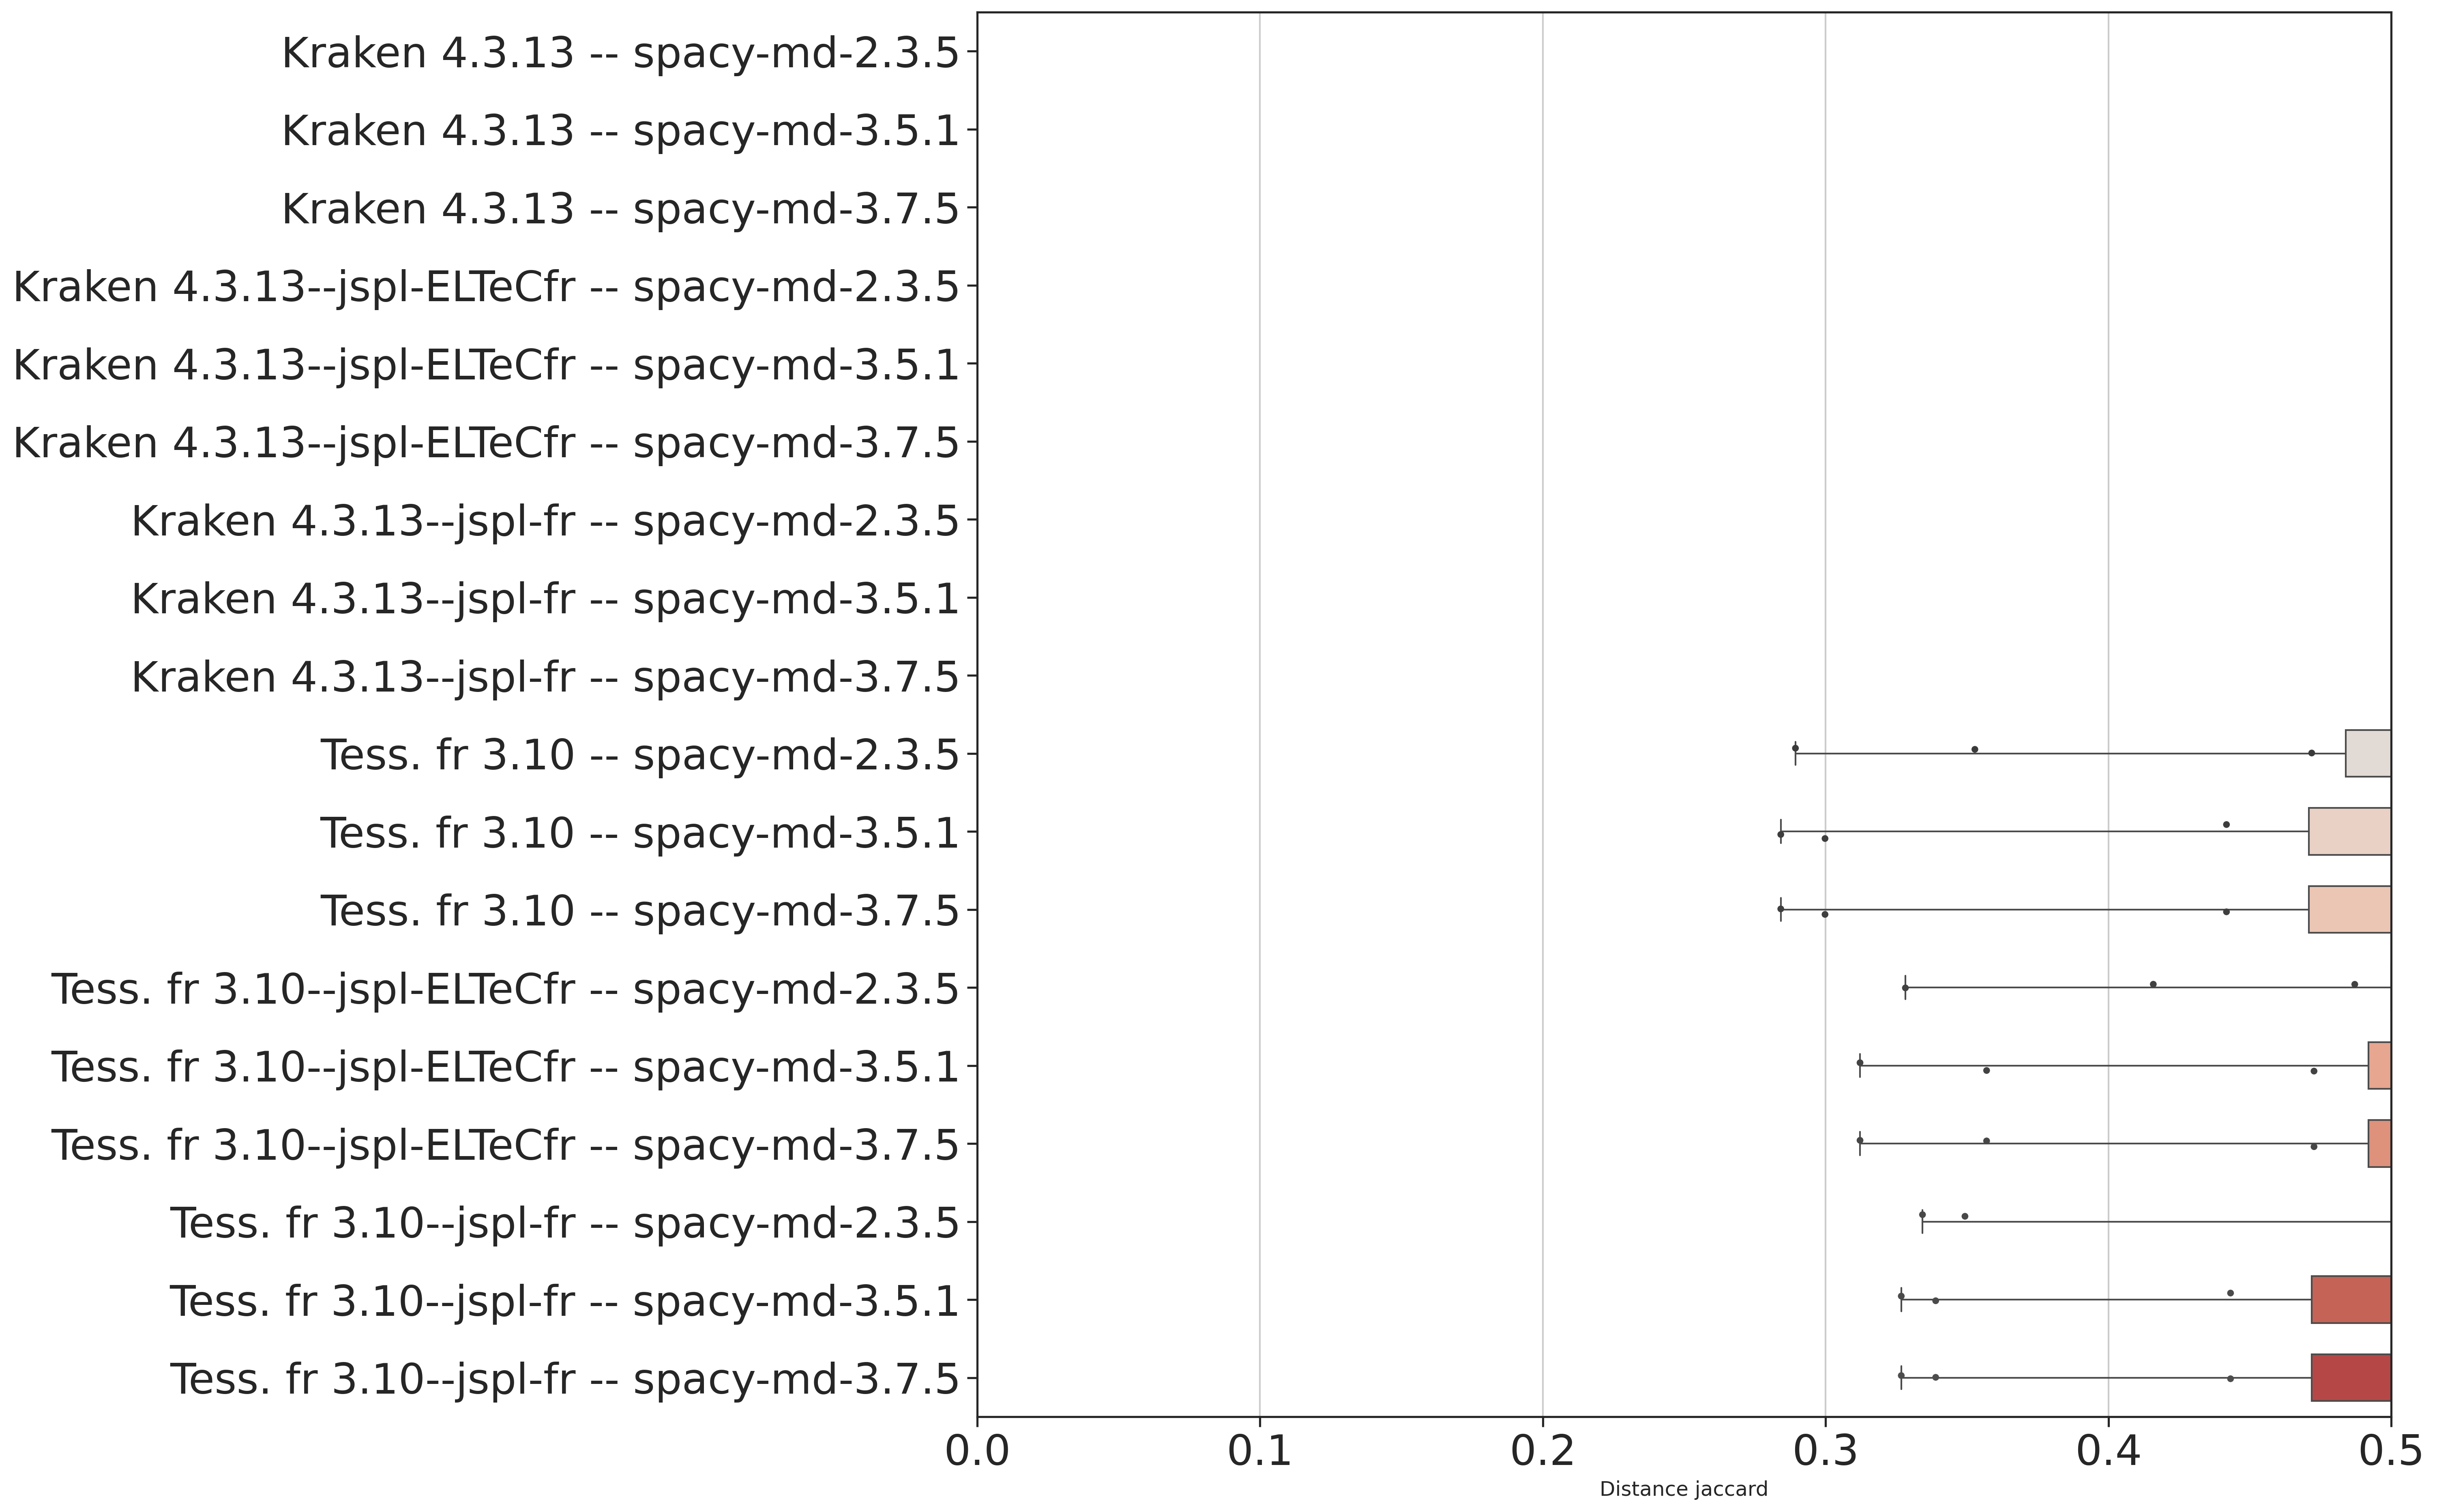 Kraken 4.3.13 -- spacy-md-2.3.5
Kraken 4.3.13 -- spacy-md-3.5.1
Kraken 4.3.13 -- spacy-md-3.7.5
Kraken 4.3.13--jspl-ELTeCfr -- spacy-md-2.3.5
Kraken 4.3.13--jspl-ELTeCfr -- spacy-md-3.5.1
Kraken 4.3.13--jspl-ELTeCfr -- spacy-md-3.7.5
Kraken 4.3.13--jspl-fr -- spacy-md-2.3.5
Kraken 4.3.13--jspl-fr -- spacy-md-3.5.1
Kraken 4.3.13--jspl-fr -- spacy-md-3.7.5
Tess. fr 3.10 -- spacy-md-2.3.5
Tess. fr 3.10 -- spacy-md-3.5.1
Tess. fr 3.10 -- spacy-md-3.7.5
Tess. fr 3.10--jspl-ELTeCfr -- spacy-md-2.3.5
Tess. fr 3.10--jspl-ELTeCfr -- spacy-md-3.5.1
Tess. fr 3.10--jspl-ELTeCfr -- spacy-md-3.7.5
Tess. fr 3.10--jspl-fr -- spacy-md-2.3.5
Tess. fr 3.10--jspl-fr -- spacy-md-3.5.1
Tess. fr 3.10--jspl-fr -- spacy-md-3.7.5
0.0 0.1 0.2 0.3 0.4 0.5
Distance jaccard